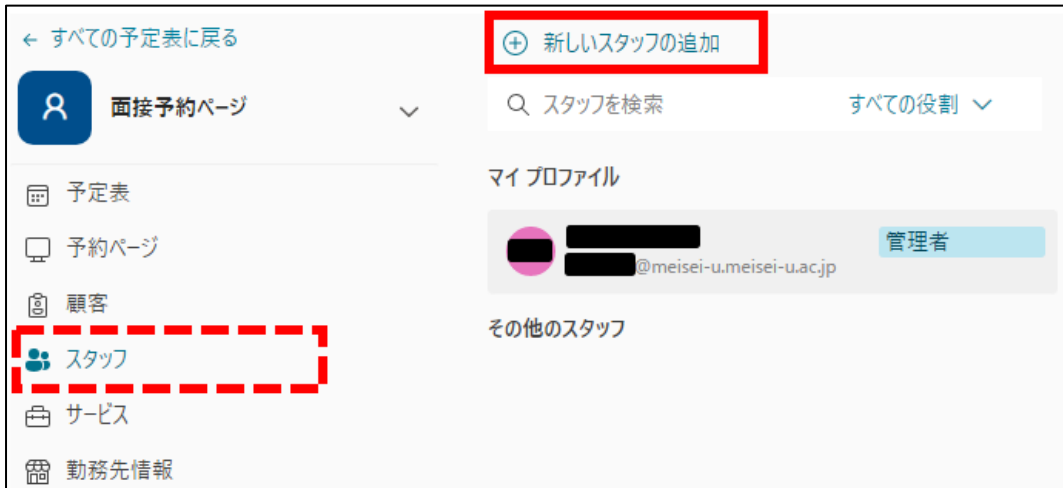 ← すべての予定表に戻る
面接予約ページ
予定表
予約ページ
顧客
スタッフ
サービス
勤務先情報
新しいスタッフの追加
スタッフを検索 すべての役割
マイ プロファイル
管理者
@meisei-u.meisei-u.ac.jp
その他のスタッフ